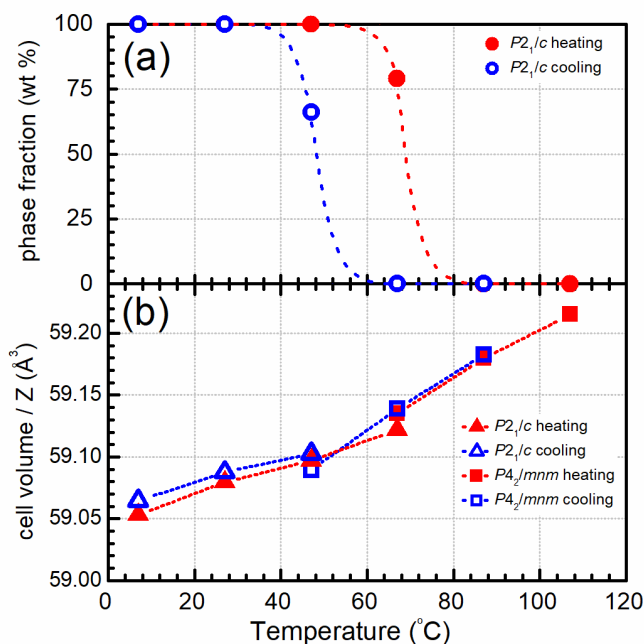 (a)
P2₁/c heating
P2₁/c cooling
phase fraction (wt %)
100
75
50
25
0
(b)
cell volume / Z (Å³)
59.20
59.15
59.10
59.05
59.00
P2₁/c heating
P2₁/c cooling
P4₂/mnm heating
P4₂/mnm cooling
0 20 40 60 80 100 120
Temperature (°C)